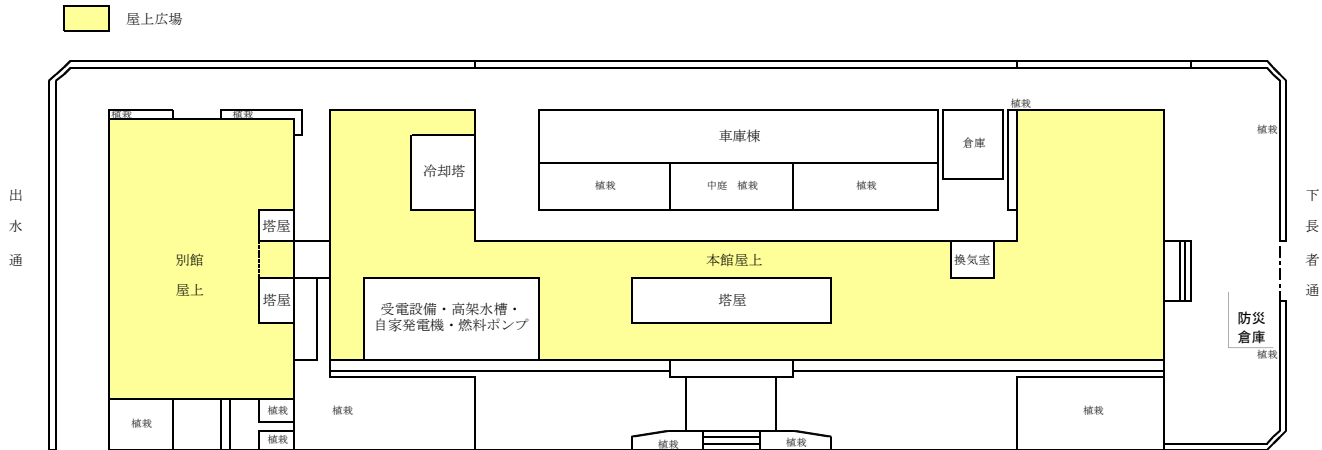 屋上広場
植栽
植栽
植栽
植栽
車庫棟
倉庫
冷却塔
植栽
中庭　植栽
植栽
出水通
下長者通
塔屋
別館
屋上
本館屋上
換気室
塔屋
塔屋
受電設備・高架水槽・
自家発電機・燃料ポンプ
防災
倉庫
植栽
植栽
植栽
植栽
植栽
植栽
植栽
植栽